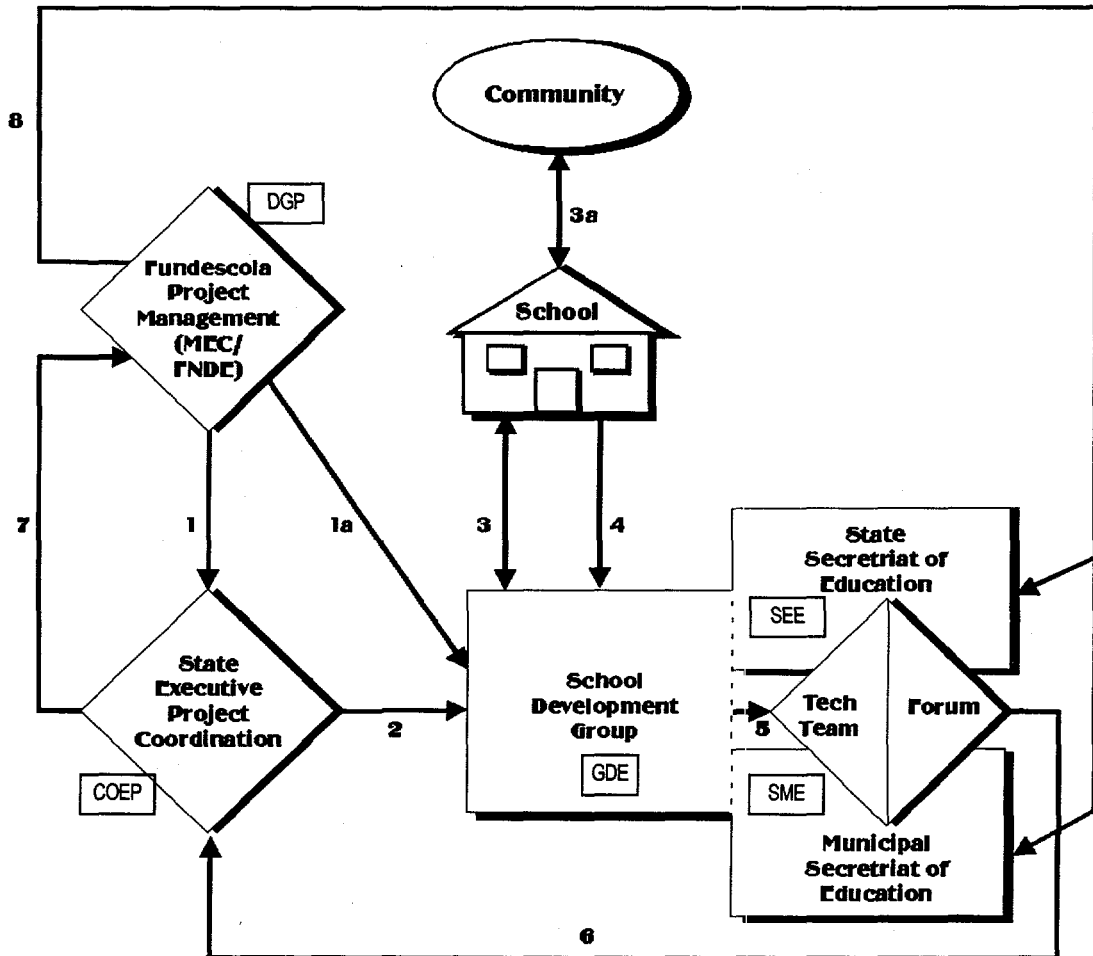 8
Community
DGP
3a
Fundescola
Project
Management
(MEC/
FNDE)
School
7
1
1a
3
4
State
Secretriat of
Education
SEE
State
Executive
Project
Coordination
COEP
2
School
Development
Group
GDE
5
Tech
Team
Forum
SME
Municipal
Secretriat of
Education
6